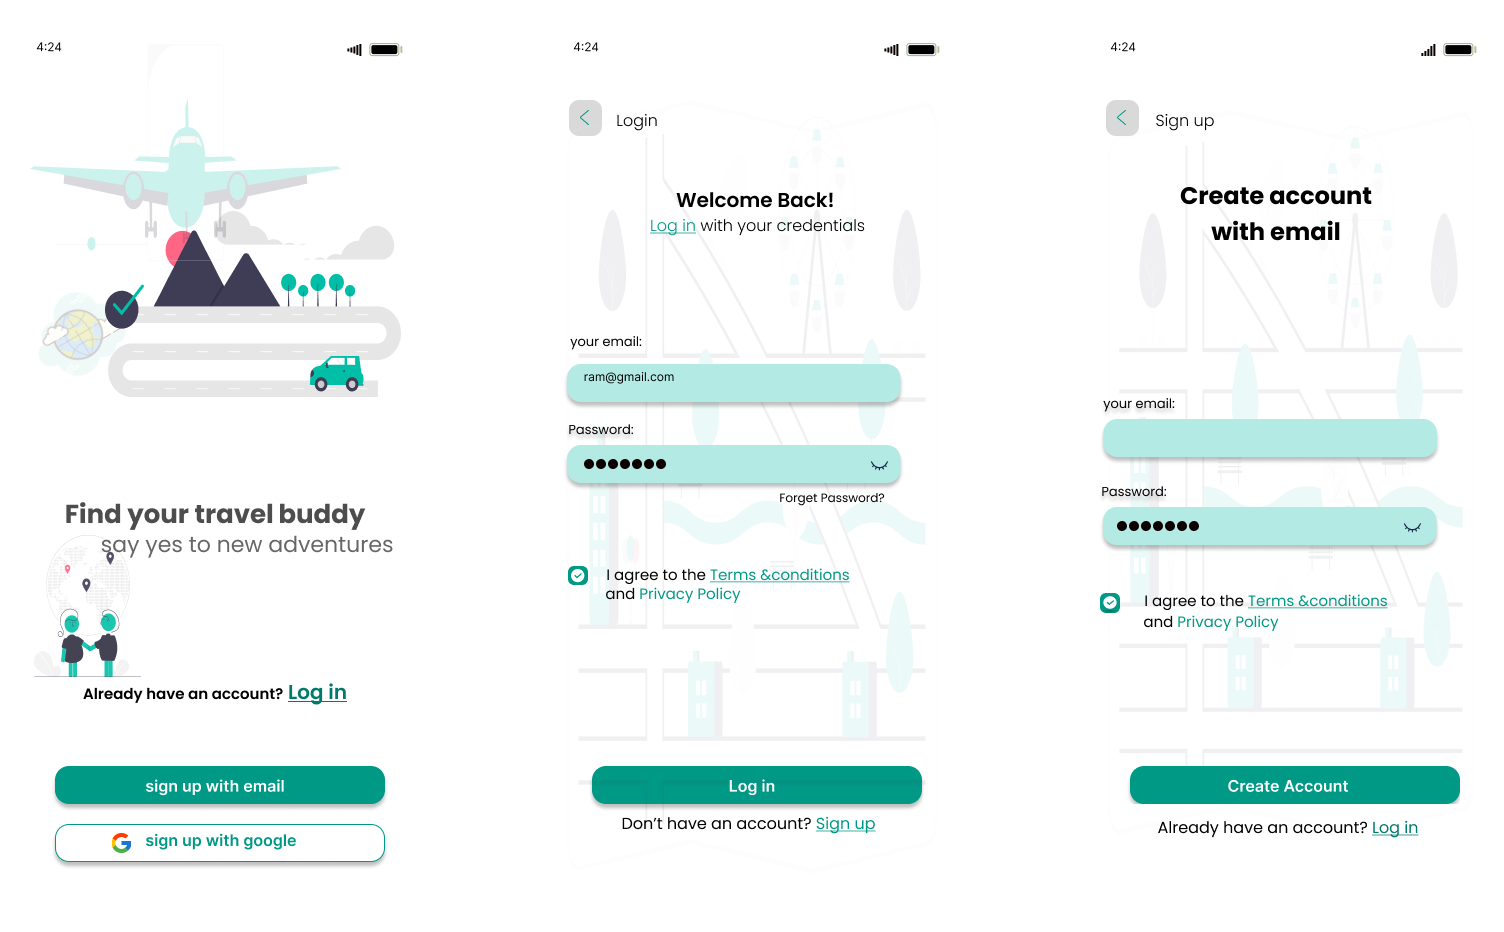 4:24
Find your travel buddy
say yes to new adventures
Already have an account? Log in
sign up with email
sign up with google
4:24
Login
Welcome Back!
Log in with your credentials
your email:
ram@gmail.com
Password:
Forget Password?
I agree to the Terms &conditions
and Privacy Policy
Log in
Don’t have an account? Sign up
4:24
Sign up
Create account
with email
your email:
Password:
I agree to the Terms &conditions
and Privacy Policy
Create Account
Already have an account? Log in